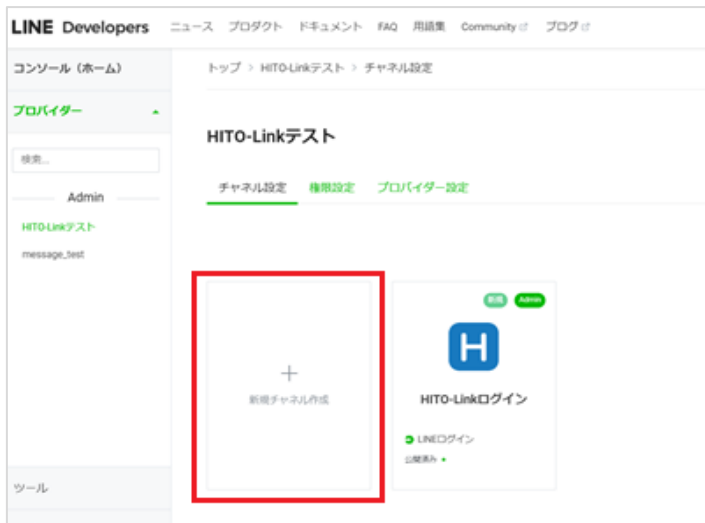 LINE Developers ニュース プロダクト ドキュメント FAQ 用語集 Community ブログ
コンソール（ホーム）
トップ > HITO-Linkテスト > チャネル設定
プロバイダー
HITO-Linkテスト
検索...
チャネル設定 権限設定 プロバイダー設定
Admin
HITO-Linkテスト
message_test
新規 Admin
H
+
新規チャネル作成
HITO-Linkログイン
LINEログイン
公開済み
ツール